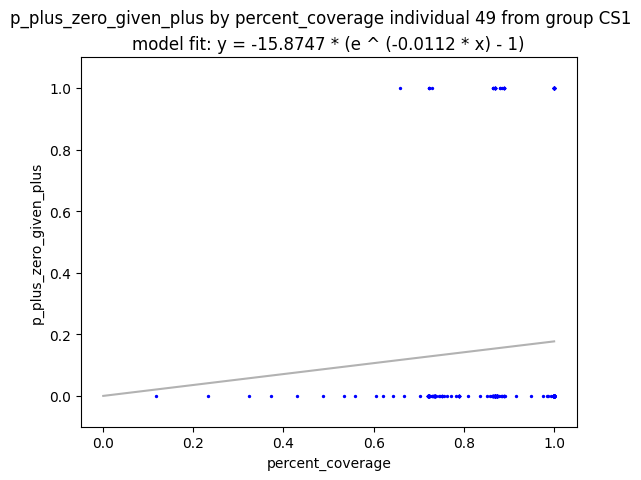 p_plus_zero_given_plus by percent_coverage individual 49 from group CS1
model fit: y = -15.8747 * (e ^ (-0.0112 * x) - 1)
p_plus_zero_given_plus
1.0
0.8
0.6
0.4
0.2
0.0
0.0 0.2 0.4 0.6 0.8 1.0
percent_coverage